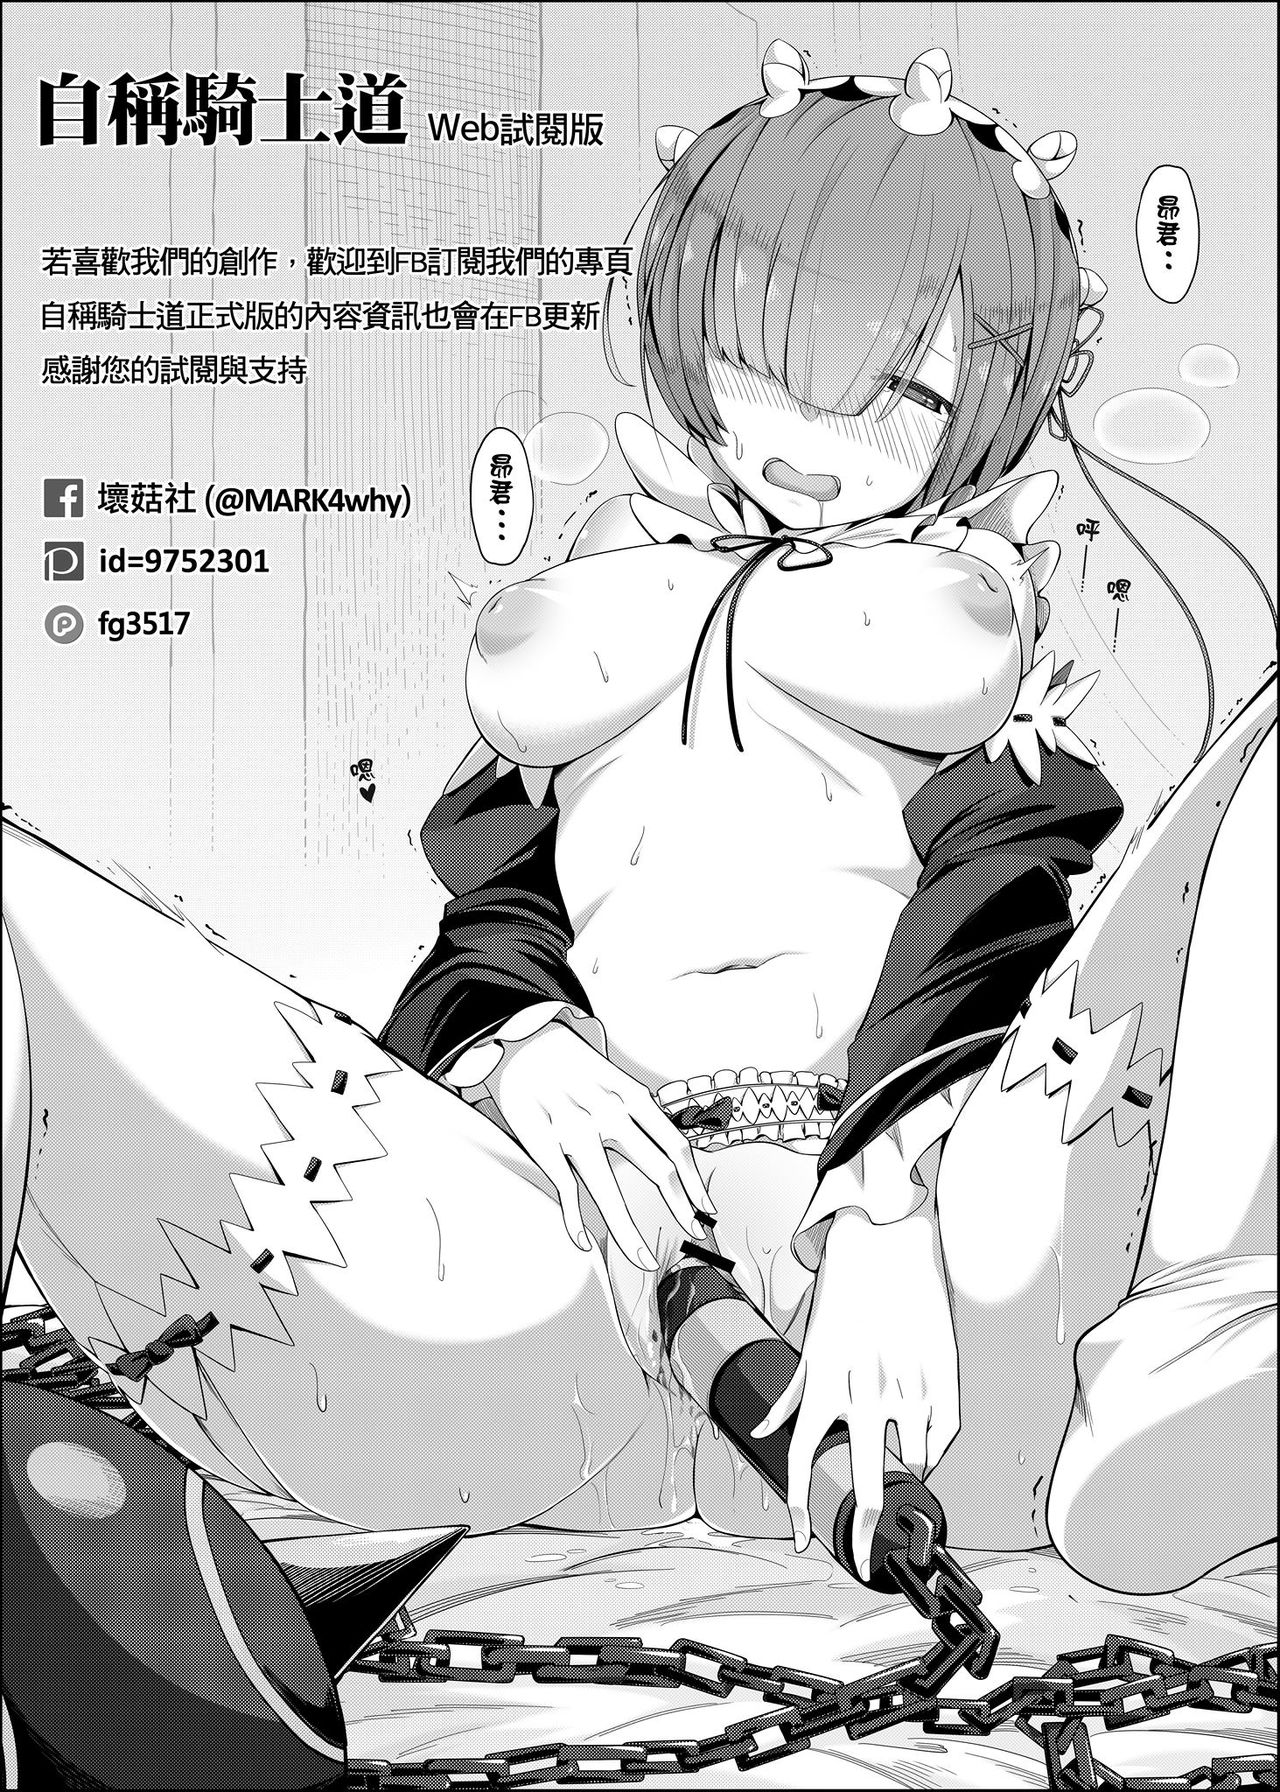 自稱騎士道 Web試閱版
若喜歡我們的創作，歡迎到FB訂閱我們的專頁
自稱騎士道正式版的內容資訊也會在FB更新
感謝您的試閱與支持
壞菇社 (@MARK4why)
id=9752301
fg3517
昴君‥
昴君…
呼—
嗯—
嗯♥